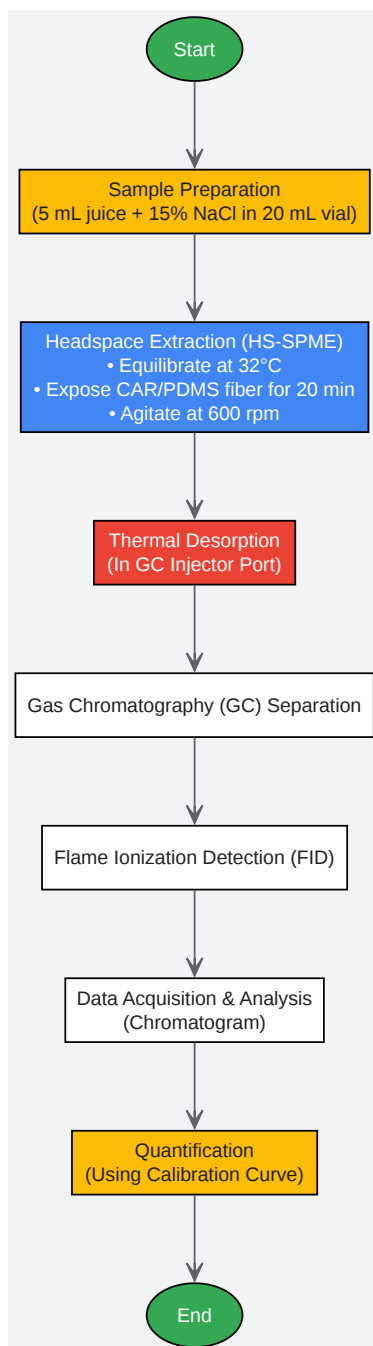 Start
Sample Preparation
(5 mL juice + 15% NaCl in 20 mL vial)
Headspace Extraction (HS-SPME)
• Equilibrate at 32°C
• Expose CAR/PDMS fiber for 20 min
• Agitate at 600 rpm
Thermal Desorption
(In GC Injector Port)
Gas Chromatography (GC) Separation
Flame Ionization Detection (FID)
Data Acquisition & Analysis
(Chromatogram)
Quantification
(Using Calibration Curve)
End